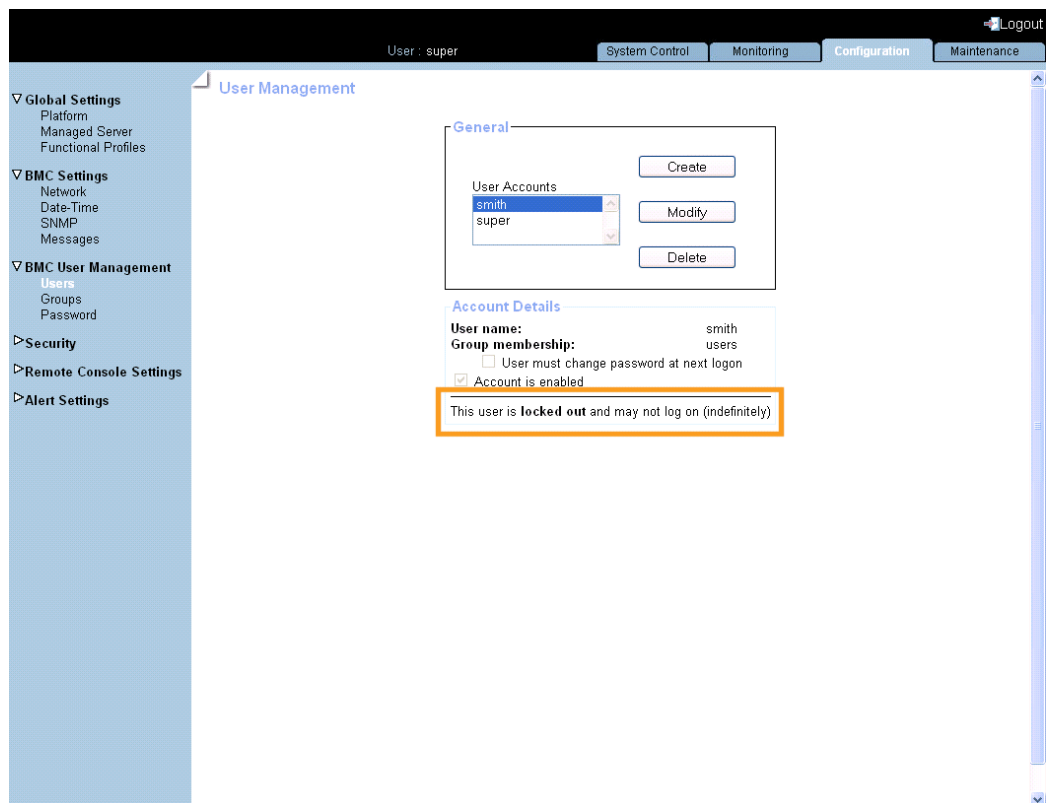 Logout
User : super
System Control
Monitoring
Configuration
Maintenance
Global Settings
Platform
Managed Server
Functional Profiles
BMC Settings
Network
Date-Time
SNMP
Messages
BMC User Management
Users
Groups
Password
Security
Remote Console Settings
Alert Settings
User Management
General
User Accounts
smith
super
Create
Modify
Delete
Account Details
User name: smith
Group membership: users
User must change password at next logon
Account is enabled
This user is locked out and may not log on (indefinitely)